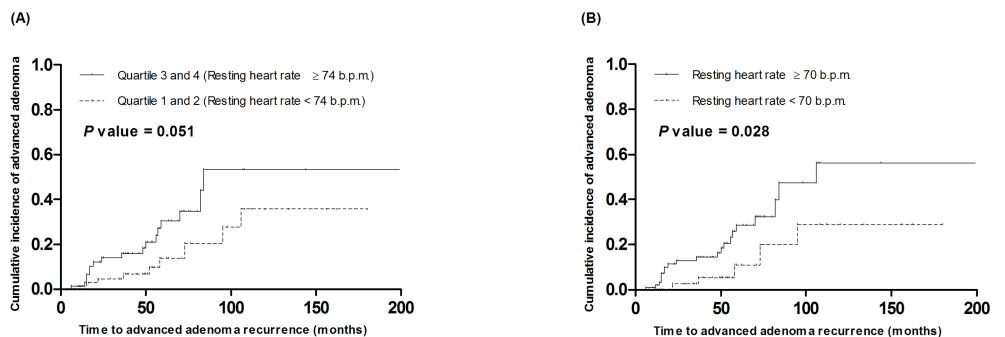 (A)
Cumulative incidence of advanced adenoma
1.0
0.8
0.6
0.4
0.2
0.0
Quartile 3 and 4 (Resting heart rate ≥ 74 b.p.m.)
Quartile 1 and 2 (Resting heart rate < 74 b.p.m.)
P value = 0.051
0 50 100 150 200
Time to advanced adenoma recurrence (months)
(B)
Cumulative incidence of advanced adenoma
1.0
0.8
0.6
0.4
0.2
0.0
Resting heart rate ≥ 70 b.p.m.
Resting heart rate < 70 b.p.m.
P value = 0.028
0 50 100 150 200
Time to advanced adenoma recurrence (months)